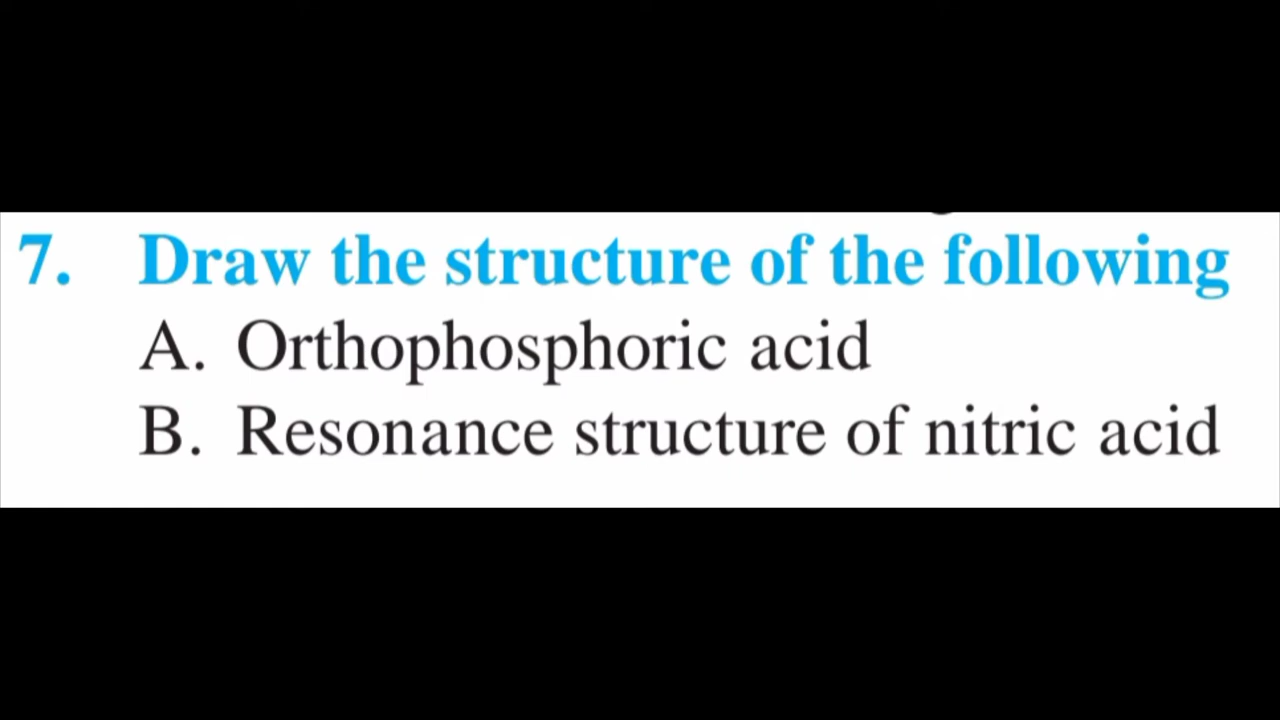 7. Draw the structure of the following
A. Orthophosphoric acid
B. Resonance structure of nitric acid